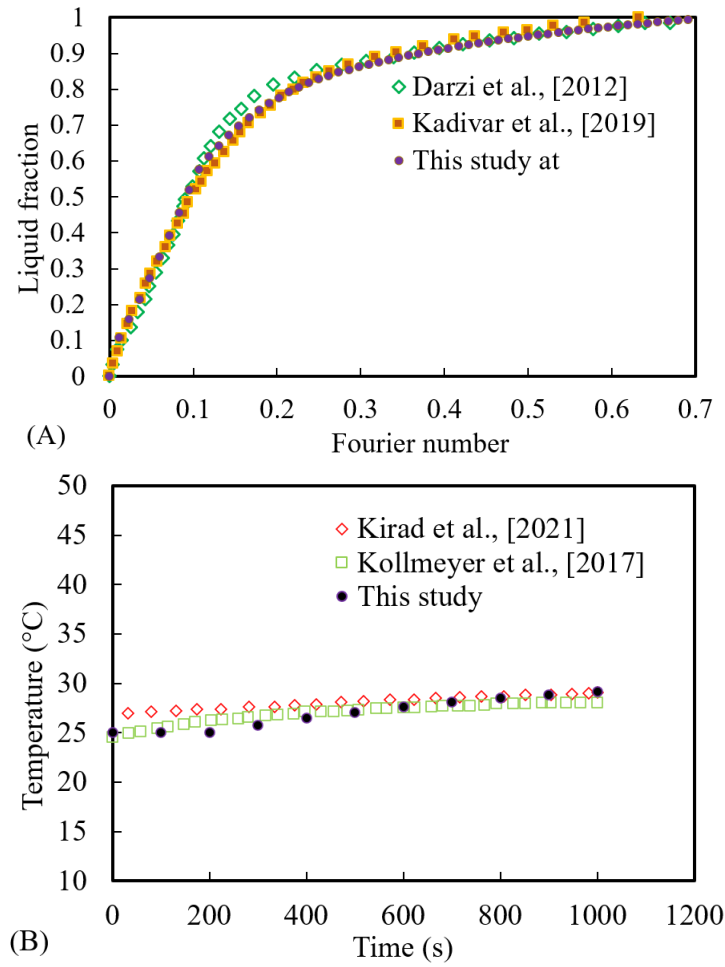 1
0.9
0.8
0.7
0.6
0.5
0.4
0.3
0.2
0.1
0
Liquid fraction
Darzi et al., [2012]
Kadivar et al., [2019]
This study at
0 0.1 0.2 0.3 0.4 0.5 0.6 0.7
Fourier number
(A)
50
45
40
35
30
25
20
15
10
Temperature (°C)
Kirad et al., [2021]
Kollmeyer et al., [2017]
This study
0 200 400 600 800 1000 1200
Time (s)
(B)